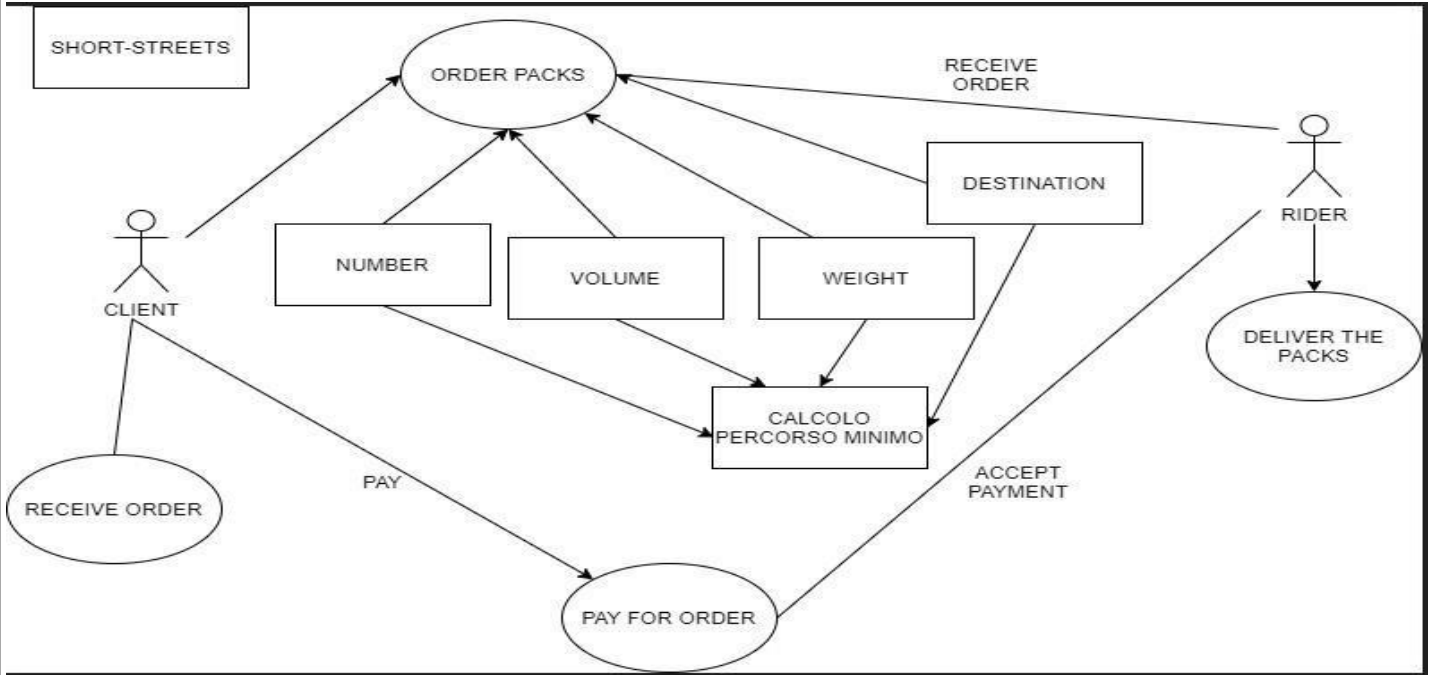 SHORT-STREETS
ORDER PACKS
RECEIVE
ORDER
DESTINATION
RIDER
NUMBER
VOLUME
WEIGHT
CLIENT
DELIVER THE
PACKS
CALCOLO
PERCORSO MINIMO
PAY
ACCEPT
PAYMENT
RECEIVE ORDER
PAY FOR ORDER